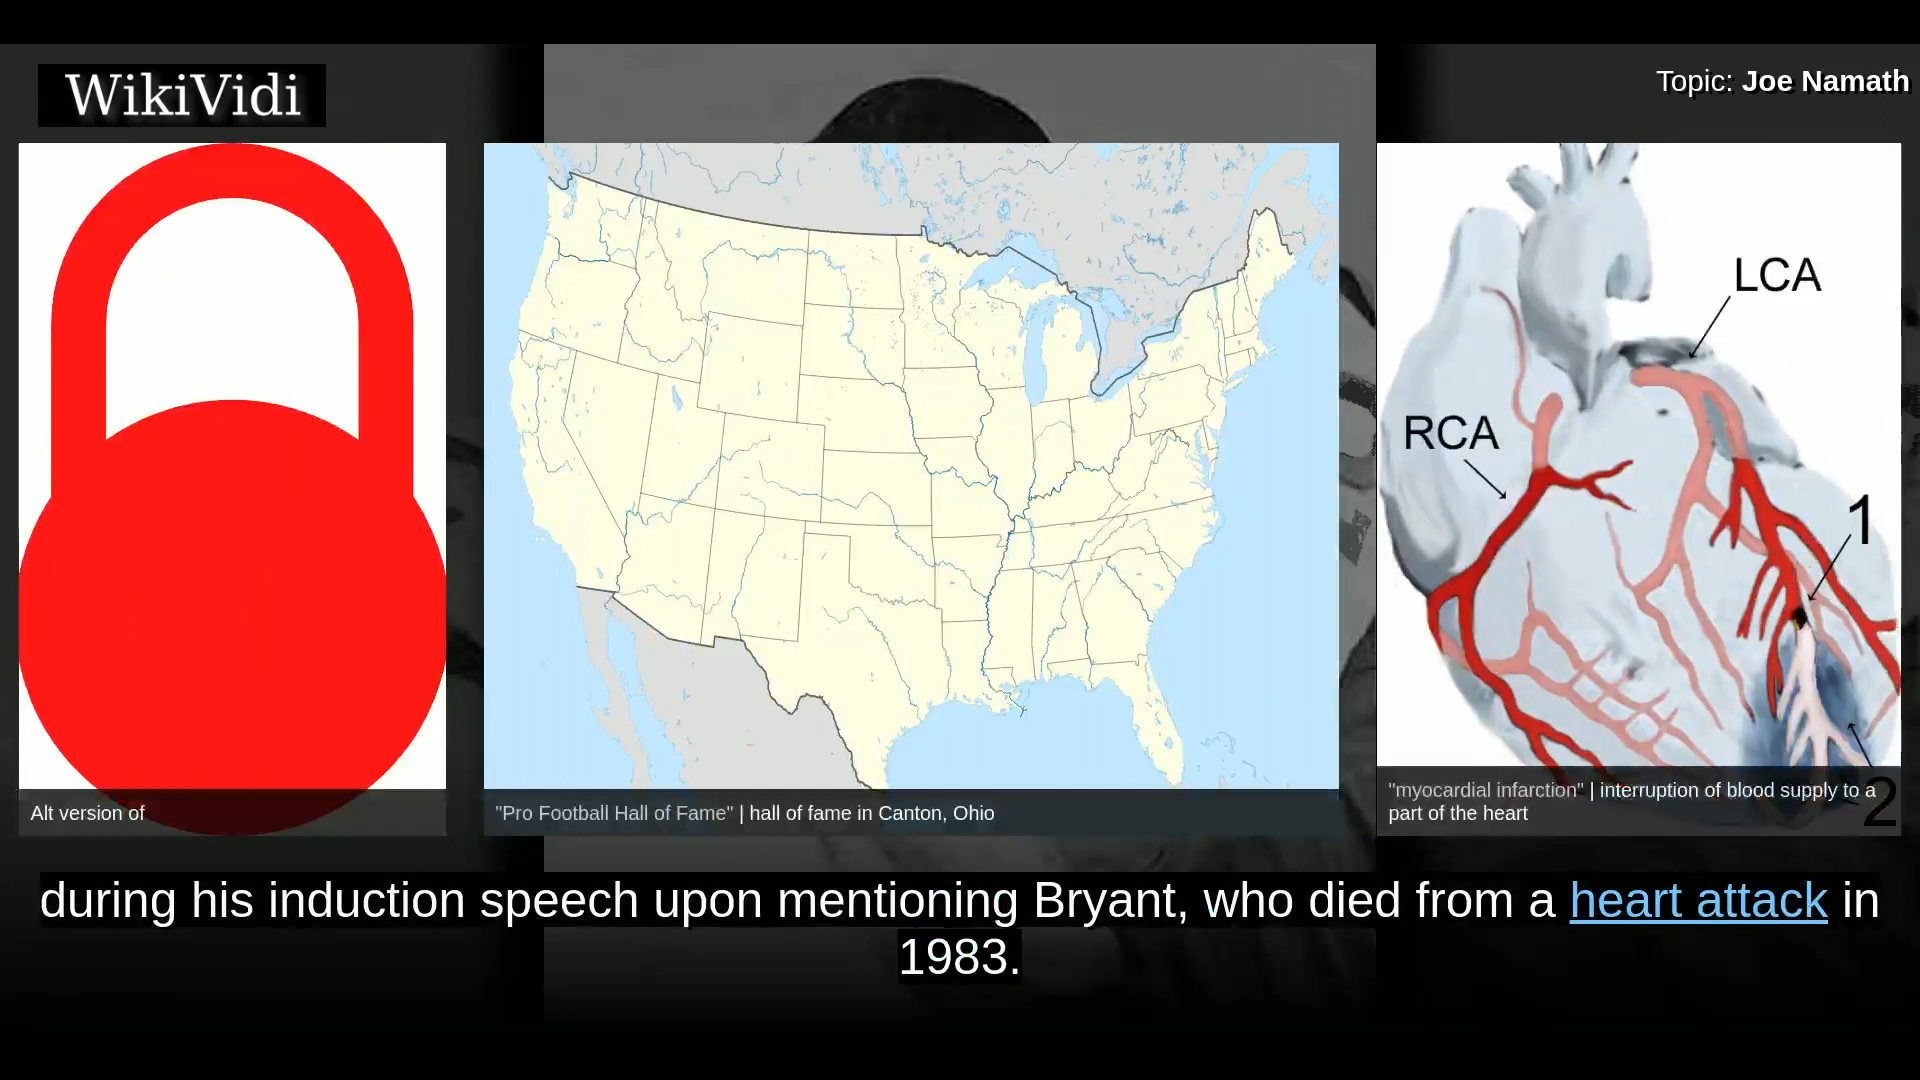 WikiVidi
Topic: Joe Namath
LCA
RCA
1
2
Alt version of
"Pro Football Hall of Fame" | hall of fame in Canton, Ohio
"myocardial infarction" | interruption of blood supply to a
part of the heart
during his induction speech upon mentioning Bryant, who died from a heart attack in
1983.